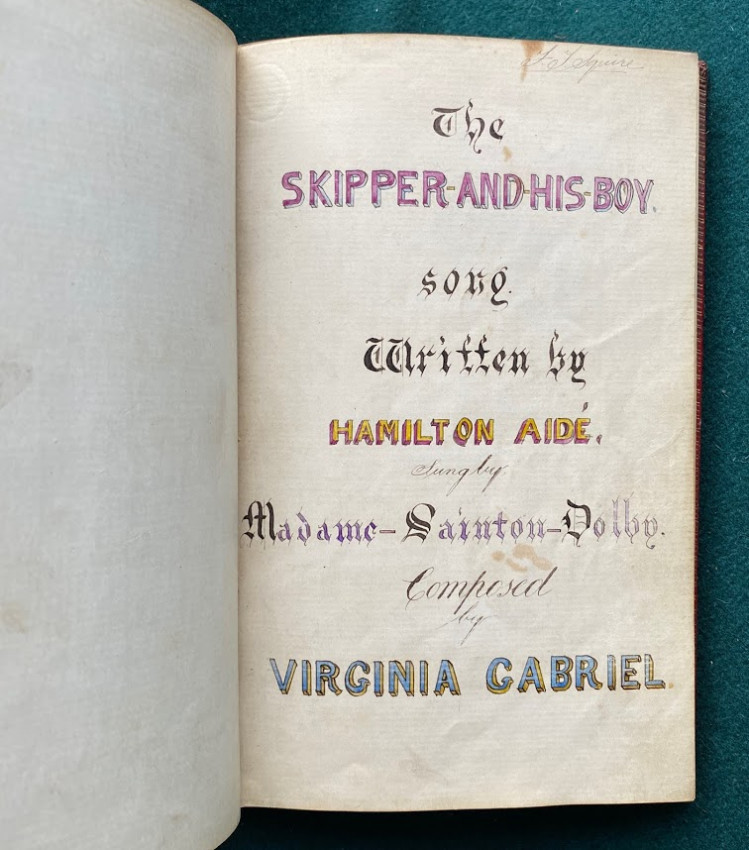 Squire
The
SKIPPER-AND-HIS-BOY.
song.
Written by
HAMILTON AIDÉ.
Sung by
Madame-Sainton-Dolby.
Composed
by
VIRGINIA GABRIEL.